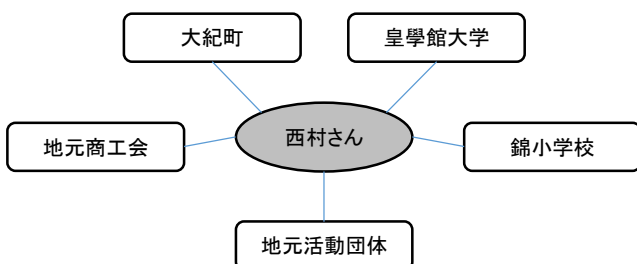 大紀町
皇學館大学
西村さん
地元商工会
錦小学校
地元活動団体